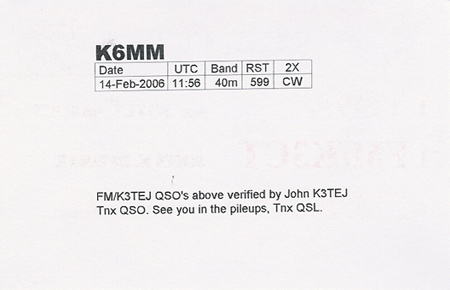 K6MM
Date UTC Band RST 2X
14-Feb-2006 11:56 40m 599 CW
FM/K3TEJ QSO's above verified by John K3TEJ
Tnx QSO. See you in the pileups, Tnx QSL.